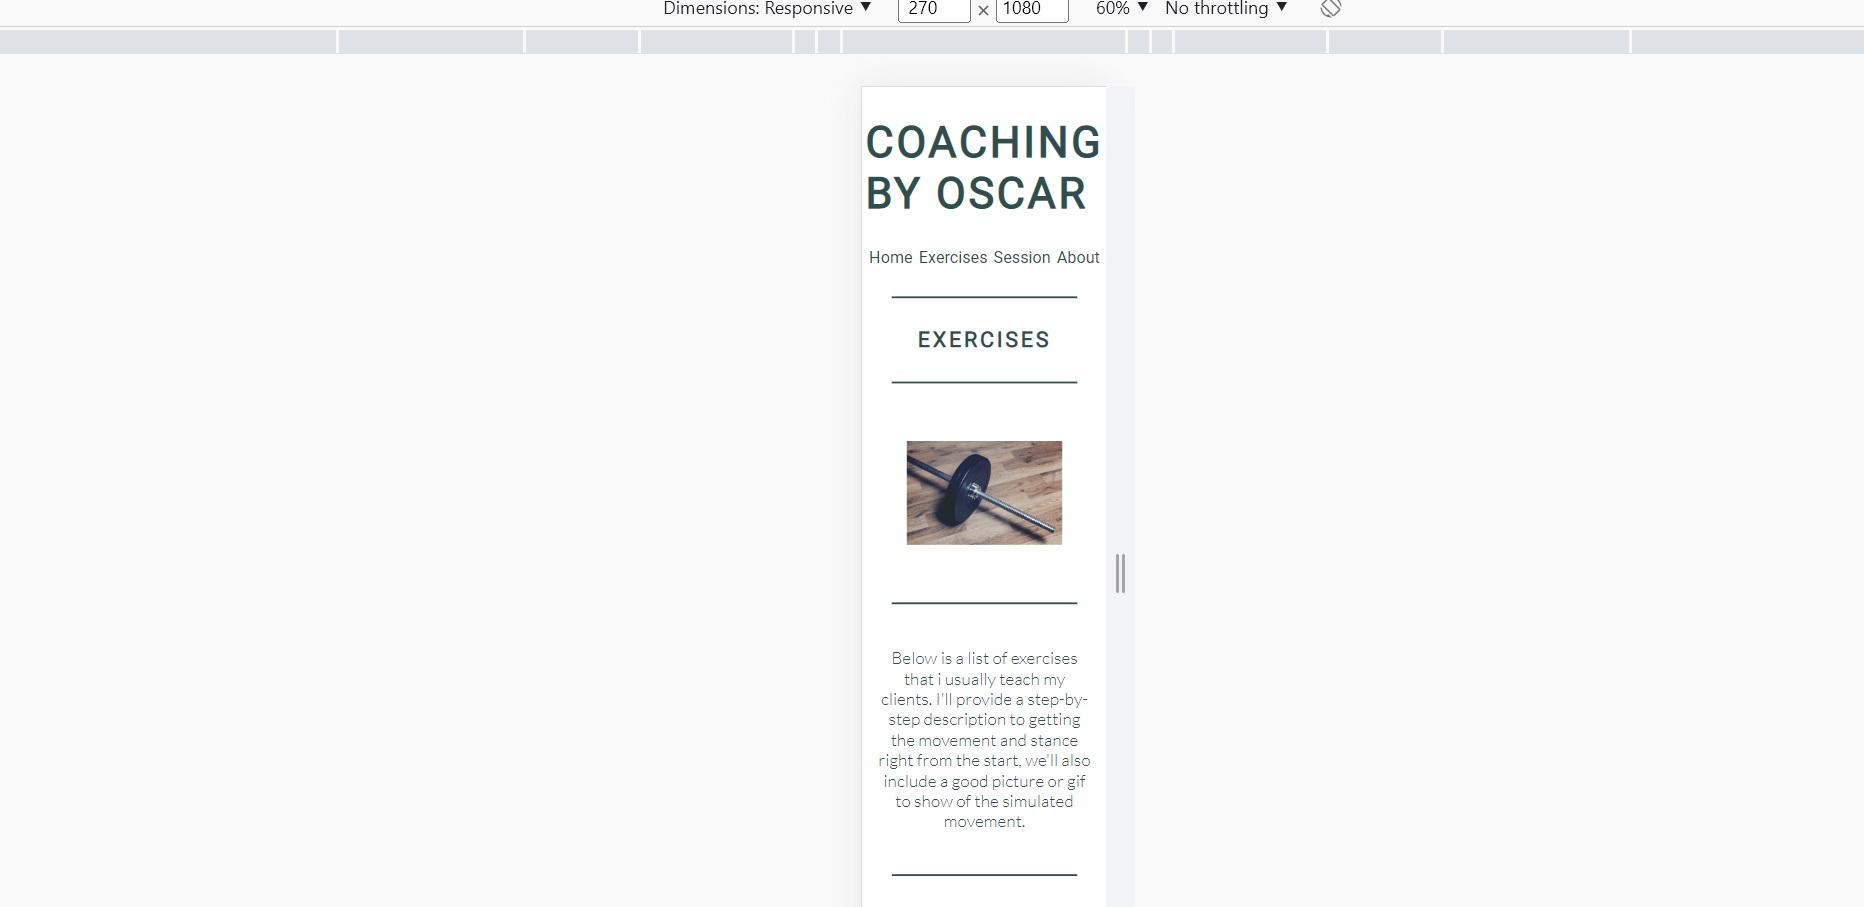 Dimensions: Responsive ▼ 270 × 1080 60% ▼ No throttling ▼
COACHING
BY OSCAR
Home Exercises Session About
EXERCISES
Below is a list of exercises
that i usually teach my
clients. I'll provide a step-by-
step description to getting
the movement and stance
right from the start, we'll also
include a good picture or gif
to show of the simulated
movement.